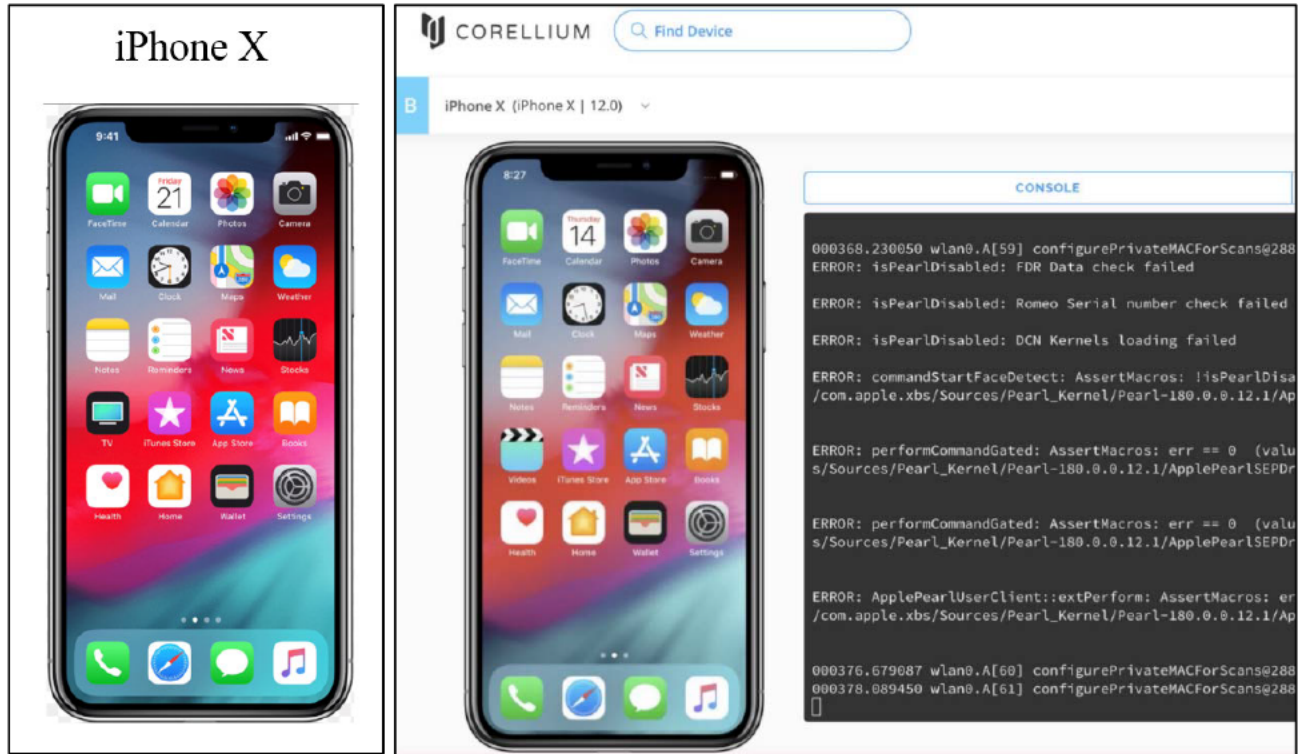 iPhone X
9:41
Friday
21
FaceTime Calendar Photos Camera
Mail Clock Maps Weather
Notes Reminders News Stocks
TV iTunes Store App Store Books
Health Home Wallet Settings
CORELLIUM
Find Device
B
iPhone X (iPhone X | 12.0)
8:27
Thursday
14
FaceTime Calendar Photos Camera
Mail Clock Maps Weather
Notes Reminders News Stocks
Videos iTunes Store App Store Books
Health Home Wallet Settings
CONSOLE
000368.230050 wlan0.A[59] configurePrivateMACForScans@288
ERROR: isPearlDisabled: FDR Data check failed
ERROR: isPearlDisabled: Romeo Serial number check failed
ERROR: isPearlDisabled: DCN Kernels loading failed
ERROR: commandStartFaceDetect: AssertMacros: !isPearlDisa
/com.apple.xbs/Sources/Pearl_Kernel/Pearl-180.0.0.12.1/Ap
ERROR: performCommandGated: AssertMacros: err == 0 (valu
s/Sources/Pearl_Kernel/Pearl-180.0.0.12.1/ApplePearlSEPDr
ERROR: performCommandGated: AssertMacros: err == 0 (valu
s/Sources/Pearl_Kernel/Pearl-180.0.0.12.1/ApplePearlSEPDr
ERROR: ApplePearlUserClient::extPerform: AssertMacros: er
/com.apple.xbs/Sources/Pearl_Kernel/Pearl-180.0.0.12.1/Ap
000376.679087 wlan0.A[60] configurePrivateMACForScans@288
000378.089450 wlan0.A[61] configurePrivateMACForScans@288